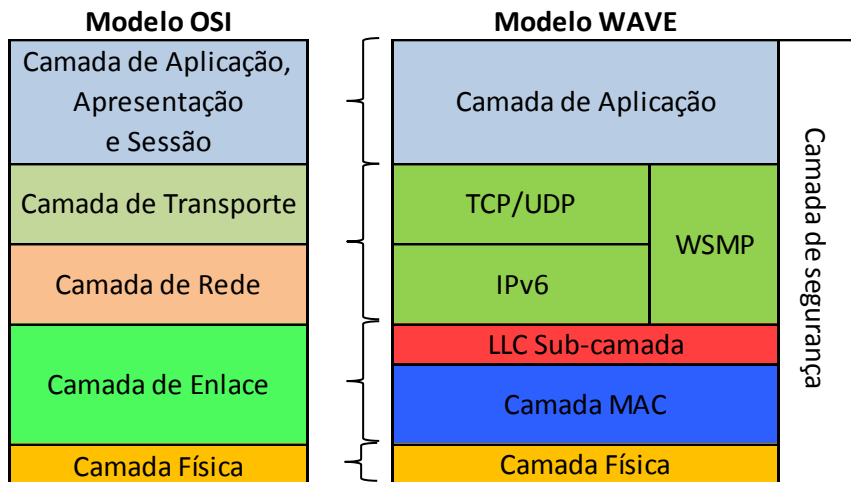 Modelo OSI
Modelo WAVE
Camada de Aplicação,
Apresentação
e Sessão
Camada de Transporte
Camada de Rede
Camada de Enlace
Camada Física
Camada de Aplicação
TCP/UDP
WSMP
IPv6
LLC Sub-camada
Camada MAC
Camada Física
Camada de segurança